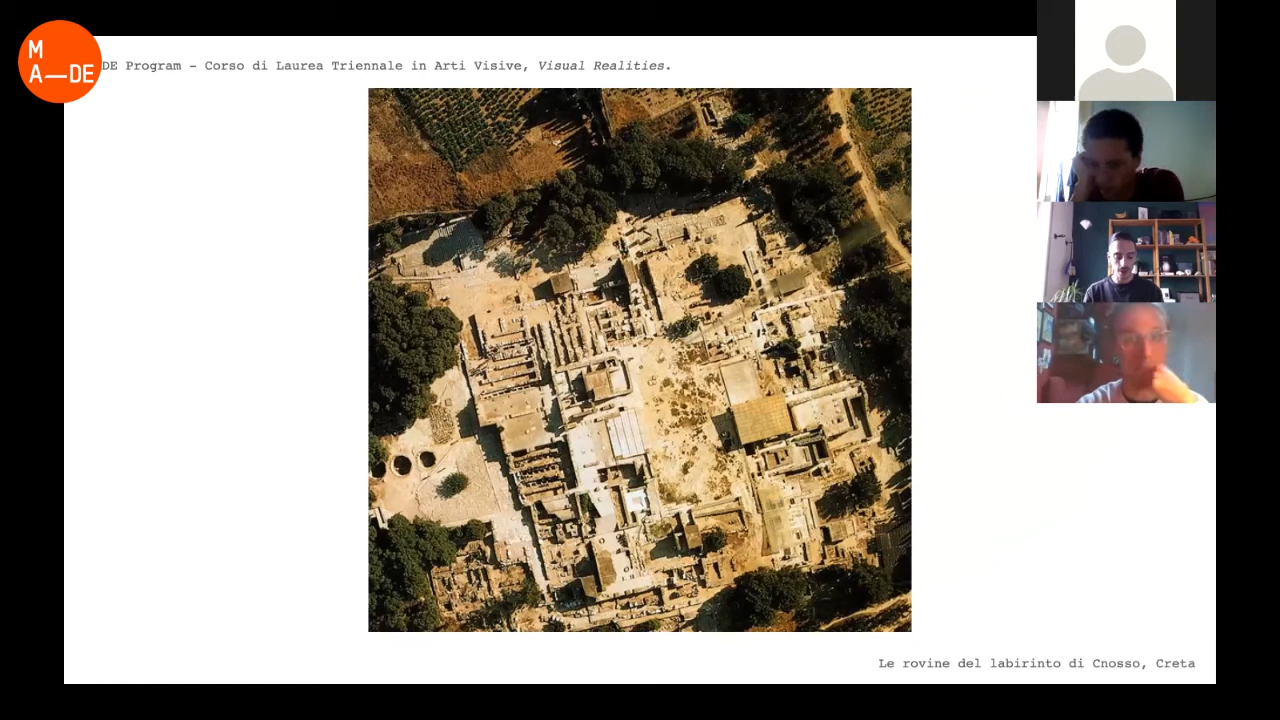 M
A—DE
DE Program – Corso di Laurea Triennale in Arti Visive, Visual Realities.
Le rovine del labirinto di Cnosso, Creta